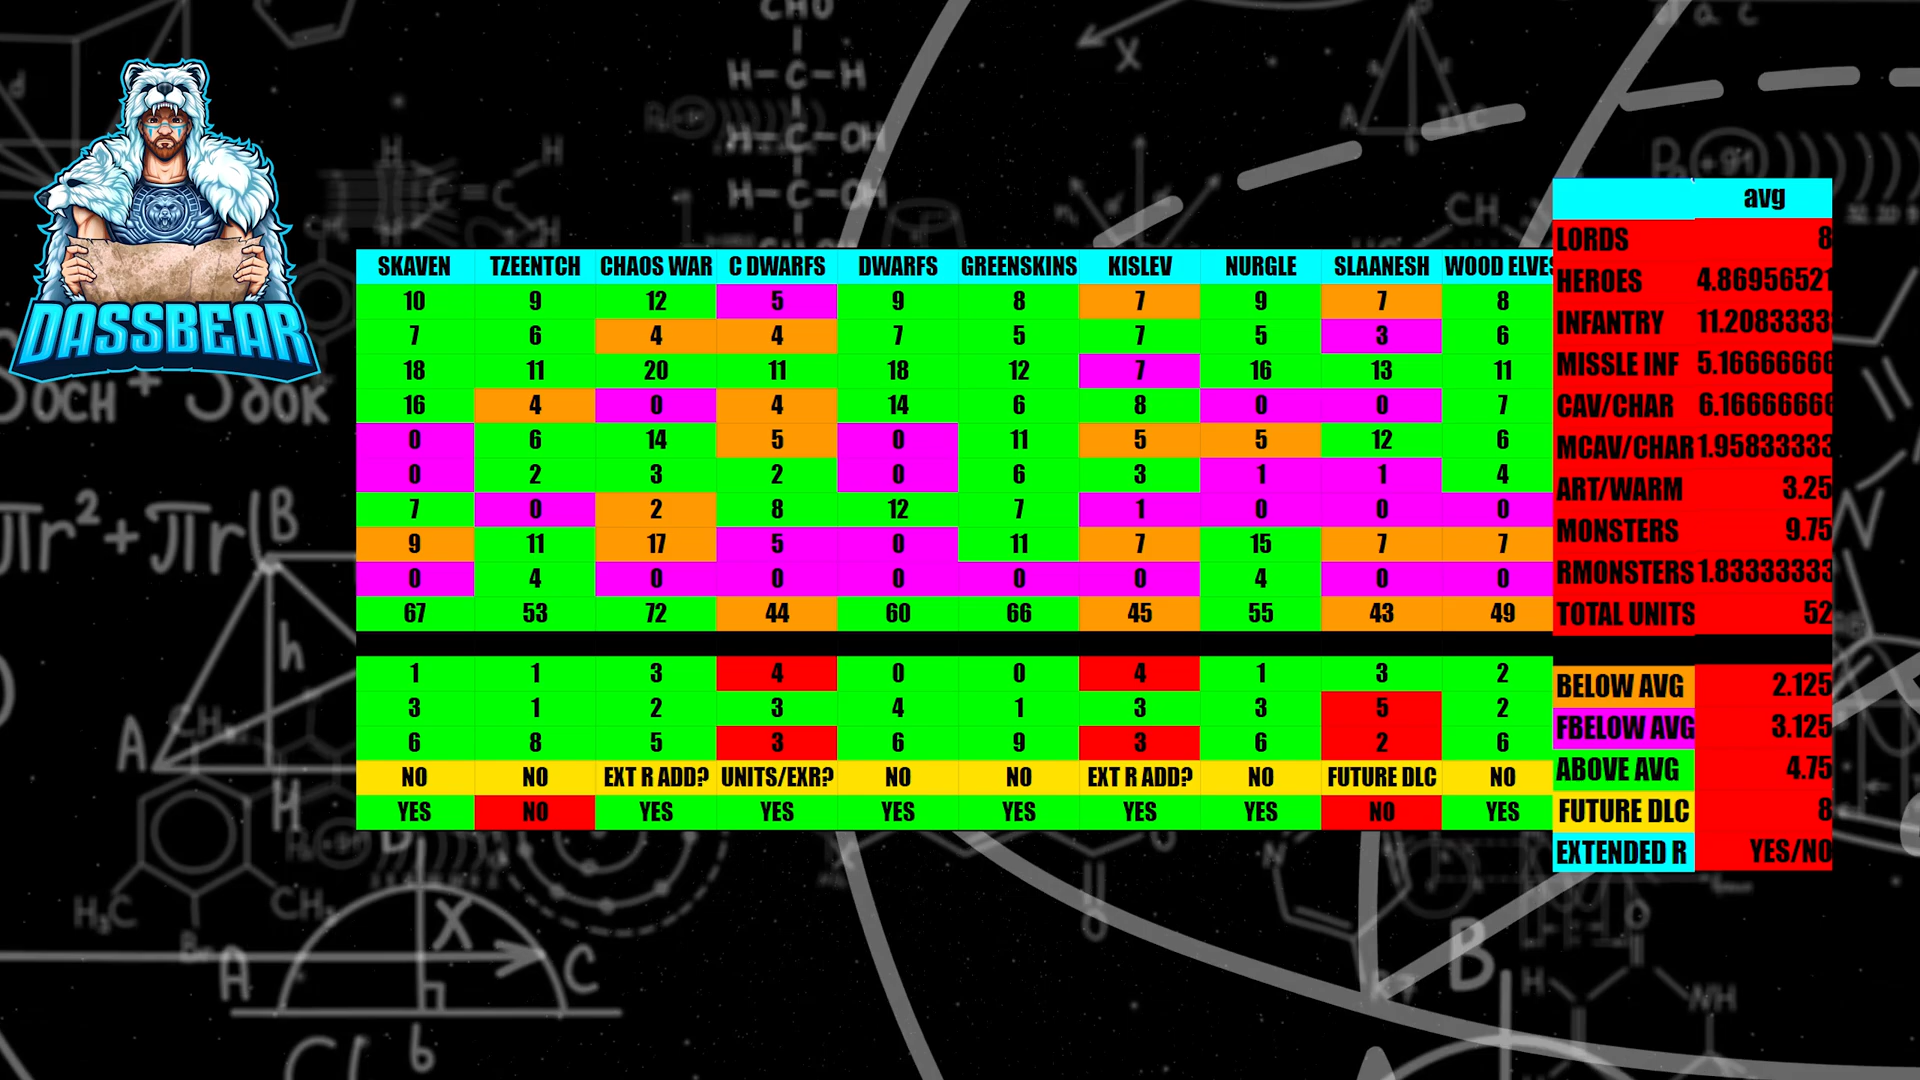 DASSBEAR
SKAVEN TZEENTCH CHAOS WAR C DWARFS DWARFS GREENSKINS KISLEV NURGLE SLAANESH WOOD ELVES
10 9 12 5 9 8 7 9 7 8
7 6 4 4 7 5 7 5 3 6
18 11 20 11 18 12 7 16 13 11
16 4 0 4 14 6 8 0 0 7
0 6 14 5 0 11 5 5 12 6
0 2 3 2 0 6 3 1 1 4
7 0 2 8 12 7 1 0 0 0
9 11 17 5 0 11 7 15 7 7
0 4 0 0 0 0 0 4 0 0
67 53 72 44 60 66 45 55 43 49
1 1 3 4 0 0 4 1 3 2
3 1 2 3 4 1 3 3 5 2
6 8 5 3 6 9 3 6 2 6
NO NO EXT R ADD? UNITS/EXR? NO NO EXT R ADD? NO FUTURE DLC NO
YES NO YES YES YES YES YES YES NO YES
avg
LORDS 8
HEROES 4.86956521
INFANTRY 11.20833333
MISSLE INF 5.16666666
CAV/CHAR 6.16666666
MCAV/CHAR 1.95833333
ART/WARM 3.25
MONSTERS 9.75
RMONSTERS 1.83333333
TOTAL UNITS 52
BELOW AVG 2.125
FBELOW AVG 3.125
ABOVE AVG 4.75
FUTURE DLC 8
EXTENDED R YES/NO